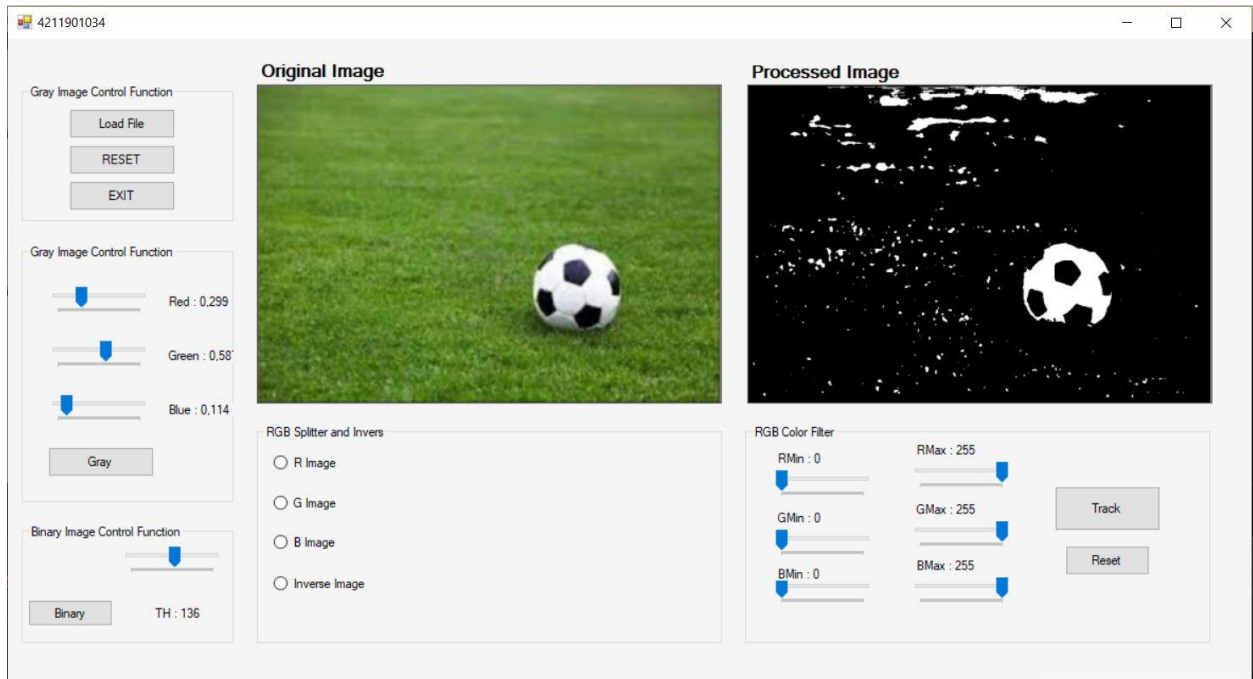 4211901034
Gray Image Control Function
Load File
RESET
EXIT
Gray Image Control Function
Red : 0,299
Green : 0,58
Blue : 0,114
Gray
Binary Image Control Function
Binary
TH : 136
Original Image
Processed Image
RGB Splitter and Invers
R Image
G Image
B Image
Inverse Image
RGB Color Filter
RMin : 0
RMax : 255
GMin : 0
GMax : 255
BMin : 0
BMax : 255
Track
Reset